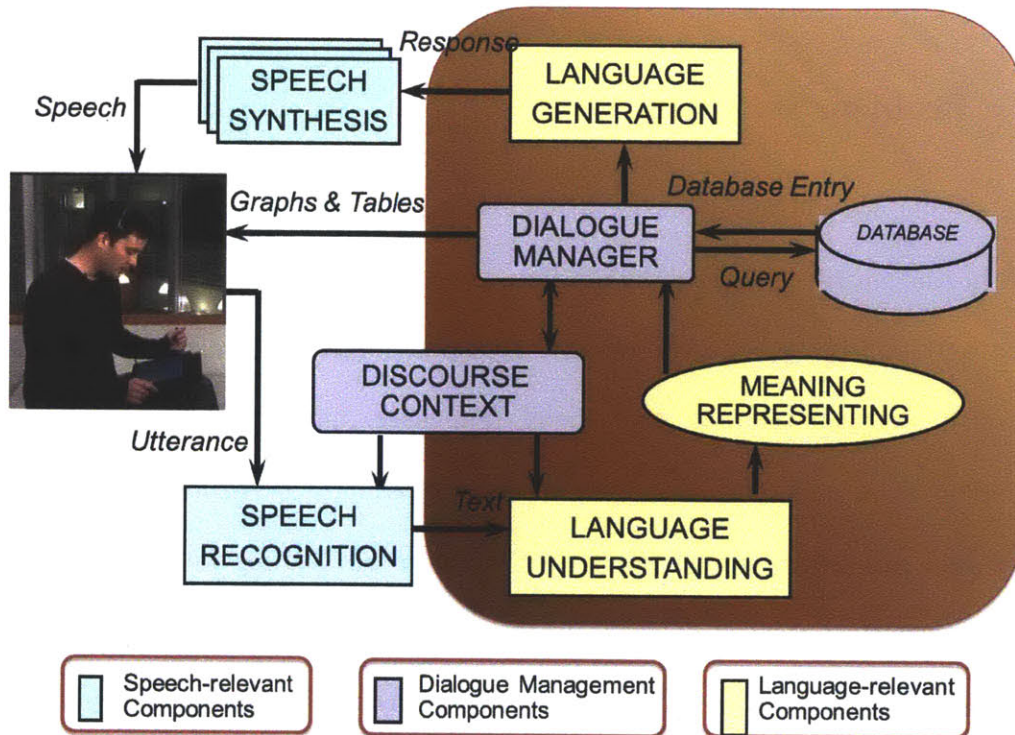 Response
SPEECH
SYNTHESIS
LANGUAGE
GENERATION
Speech
Graphs & Tables
Database Entry
DIALOGUE
MANAGER
DATABASE
Query
DISCOURSE
CONTEXT
MEANING
REPRESENTING
Utterance
Text
SPEECH
RECOGNITION
LANGUAGE
UNDERSTANDING
Speech-relevant
Components
Dialogue Management
Components
Language-relevant
Components